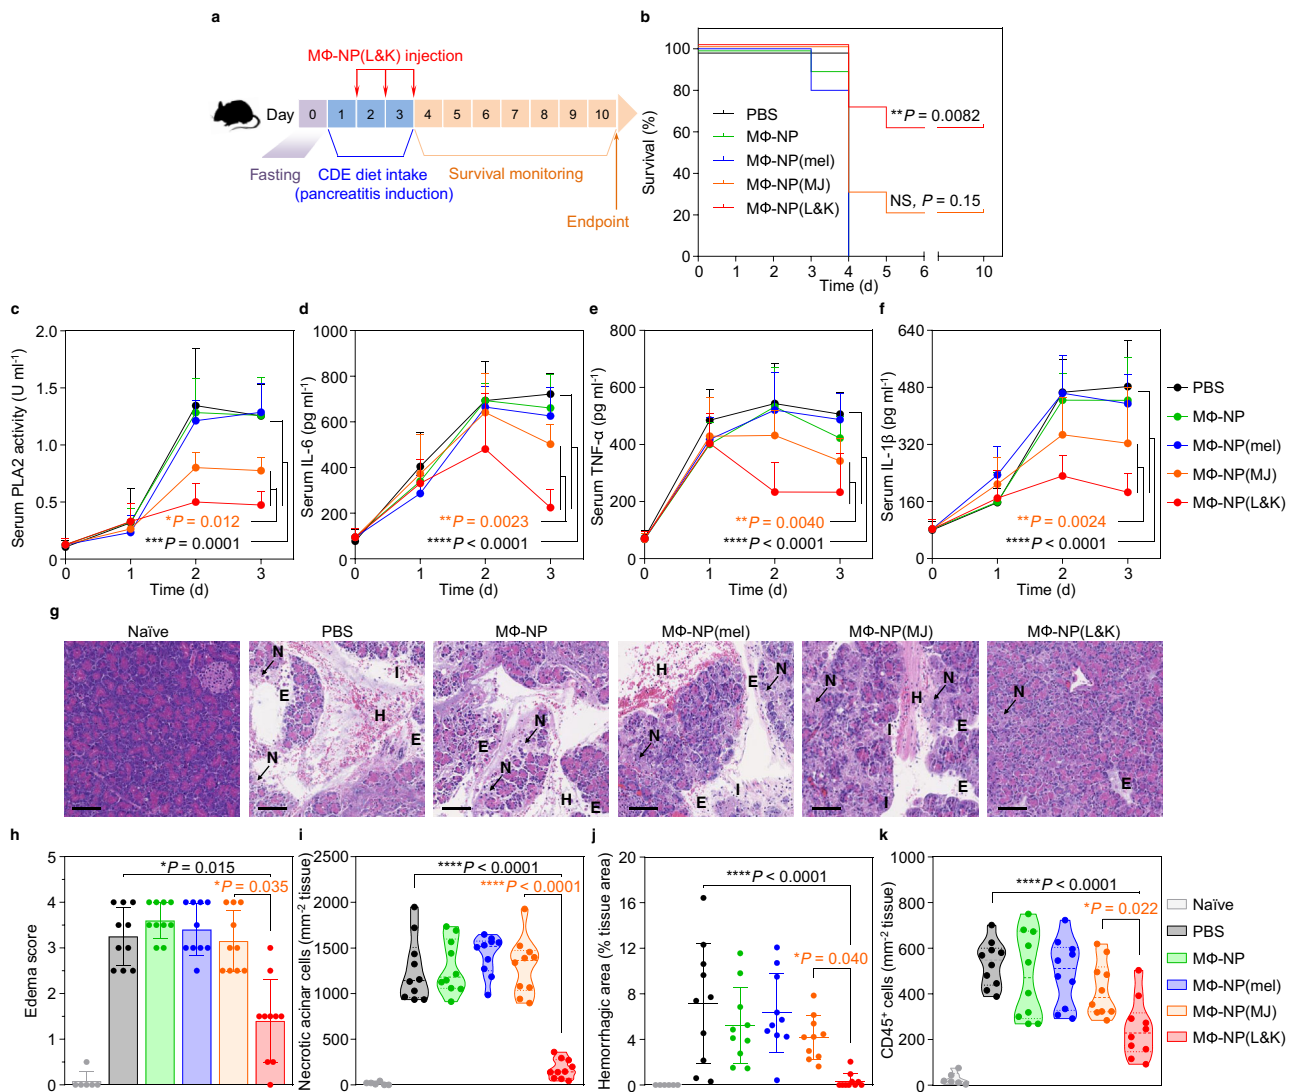 a
MΦ-NP(L&K) injection
Day 0 1 2 3 4 5 6 7 8 9 10
Fasting
CDE diet intake
(pancreatitis induction)
Survival monitoring
Endpoint
b
Survival (%)
100
80
60
40
20
0
PBS
MΦ-NP
MΦ-NP(mel)
MΦ-NP(MJ)
MΦ-NP(L&K)
**P = 0.0082
NS, P = 0.15
0 1 2 3 4 5 6 10
Time (d)
c
Serum PLA2 activity (U ml-1)
2.0
1.5
1.0
0.5
0
*P = 0.012
***P = 0.0001
0 1 2 3
Time (d)
d
Serum IL-6 (pg ml-1)
1000
800
600
400
200
0
**P = 0.0023
****P < 0.0001
0 1 2 3
Time (d)
e
Serum TNF-α (pg ml-1)
800
600
400
200
0
**P = 0.0040
****P < 0.0001
0 1 2 3
Time (d)
f
Serum IL-1β (pg ml-1)
640
480
320
160
0
**P = 0.0024
****P < 0.0001
0 1 2 3
Time (d)
PBS
MΦ-NP
MΦ-NP(mel)
MΦ-NP(MJ)
MΦ-NP(L&K)
g
Naïve
PBS
N
I
E
H
E
N
MΦ-NP
N
E
N
H
E
MΦ-NP(mel)
H
E
N
N
I
E
MΦ-NP(MJ)
N
N
H
I
E
E
I
MΦ-NP(L&K)
N
E
h
Edema score
5
4
3
2
1
0
*P = 0.015
*P = 0.035
i
Necrotic acinar cells (mm-2 tissue)
2500
2000
1500
1000
500
0
****P < 0.0001
****P < 0.0001
j
Hemorrhagic area (% tissue area)
20
16
12
8
4
0
****P < 0.0001
*P = 0.040
k
CD45+ cells (mm-2 tissue)
1000
800
600
400
200
0
****P < 0.0001
*P = 0.022
Naïve
PBS
MΦ-NP
MΦ-NP(mel)
MΦ-NP(MJ)
MΦ-NP(L&K)